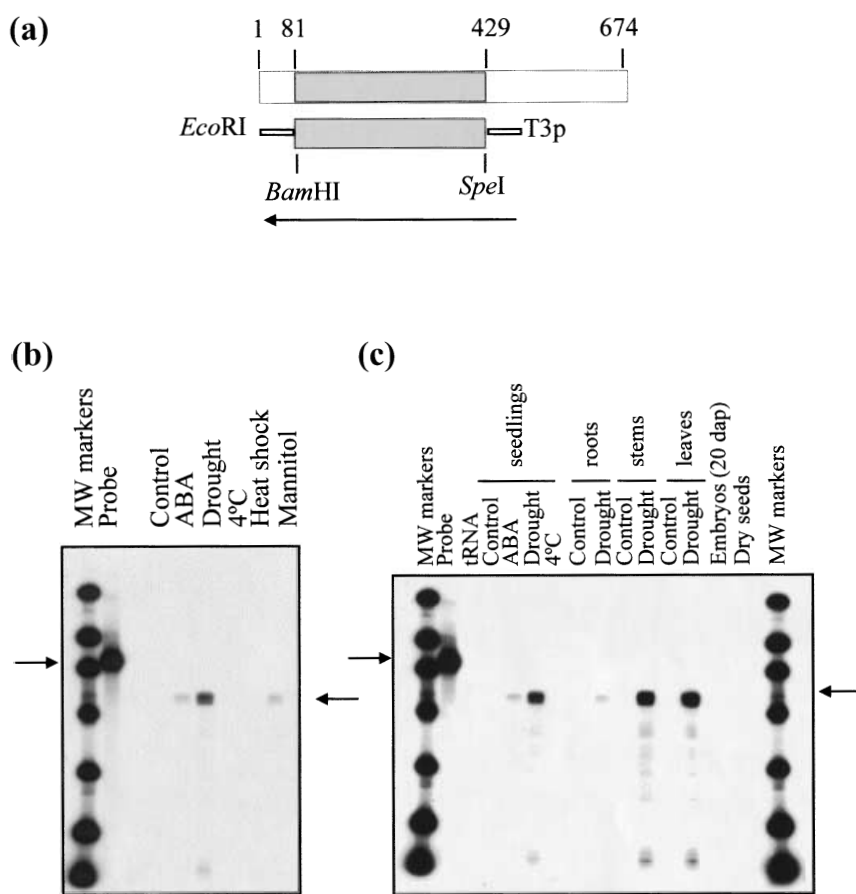 (a)
1 81 429 674
EcoRI T3p
BamHI SpeI
(b)
MW markers
Probe
Control
ABA
Drought
4ºC
Heat shock
Mannitol
(c)
seedlings
roots
stems
leaves
MW markers
Probe
tRNA
Control
ABA
Drought
4ºC
Control
Drought
Control
Drought
Control
Drought
Embryos (20 dap)
Dry seeds
MW markers